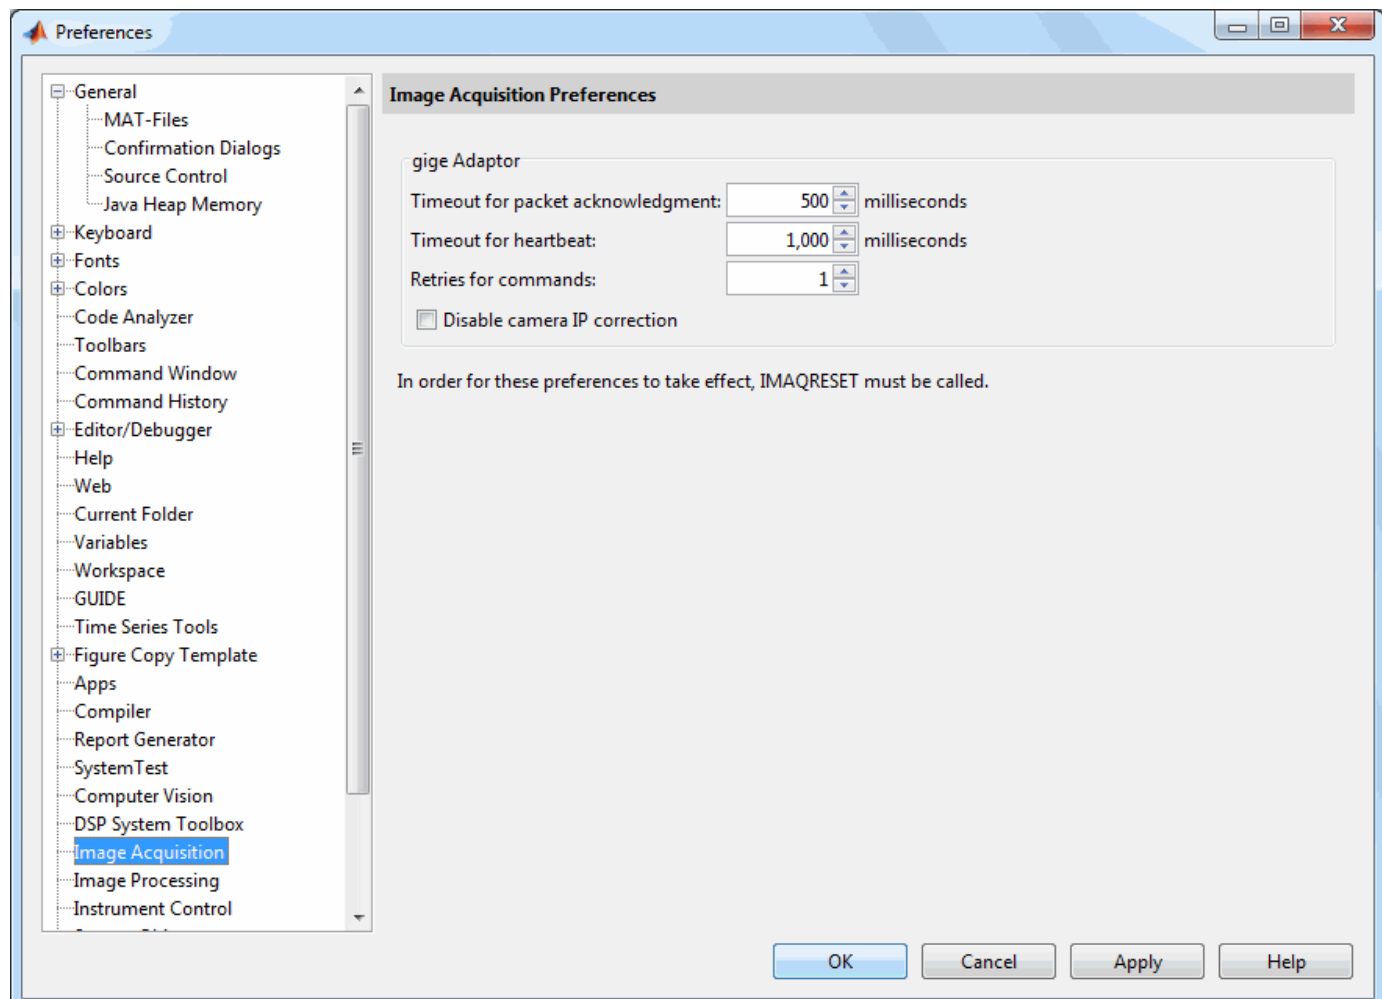 Preferences
General
MAT-Files
Confirmation Dialogs
Source Control
Java Heap Memory
Keyboard
Fonts
Colors
Code Analyzer
Toolbars
Command Window
Command History
Editor/Debugger
Help
Web
Current Folder
Variables
Workspace
GUIDE
Time Series Tools
Figure Copy Template
Apps
Compiler
Report Generator
SystemTest
Computer Vision
DSP System Toolbox
Image Acquisition
Image Processing
Instrument Control
Image Acquisition Preferences
gige Adaptor
Timeout for packet acknowledgment: 500 milliseconds
Timeout for heartbeat: 1,000 milliseconds
Retries for commands: 1
Disable camera IP correction
In order for these preferences to take effect, IMAQRESET must be called.
OK Cancel Apply Help